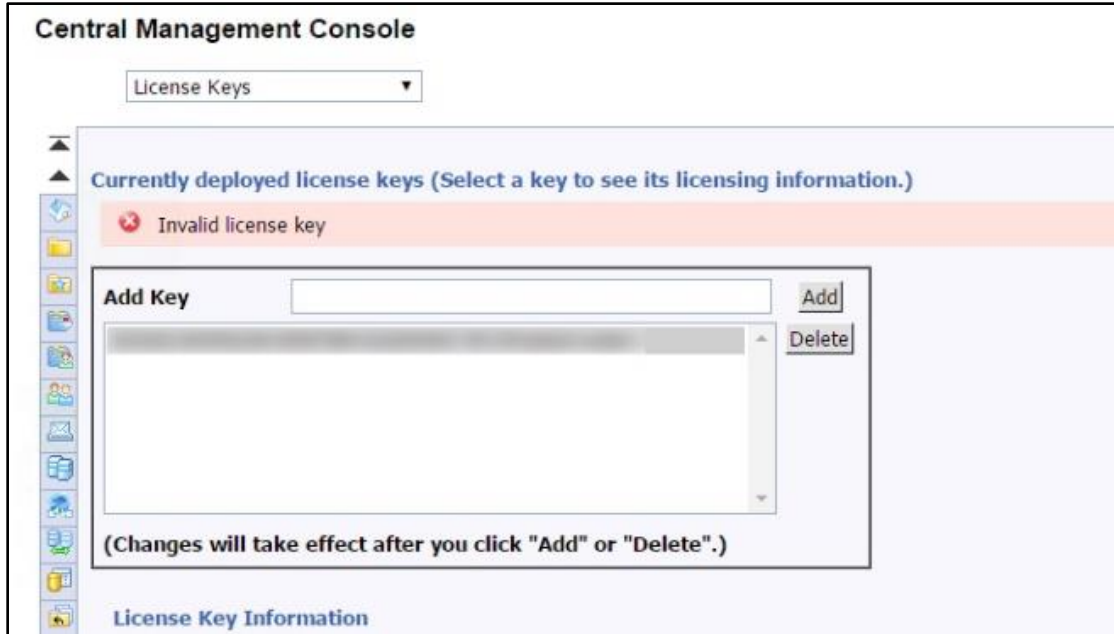 Central Management Console
License Keys
Currently deployed license keys (Select a key to see its licensing information.)
Invalid license key
Add Key
Add
Delete
(Changes will take effect after you click "Add" or "Delete".)
License Key Information